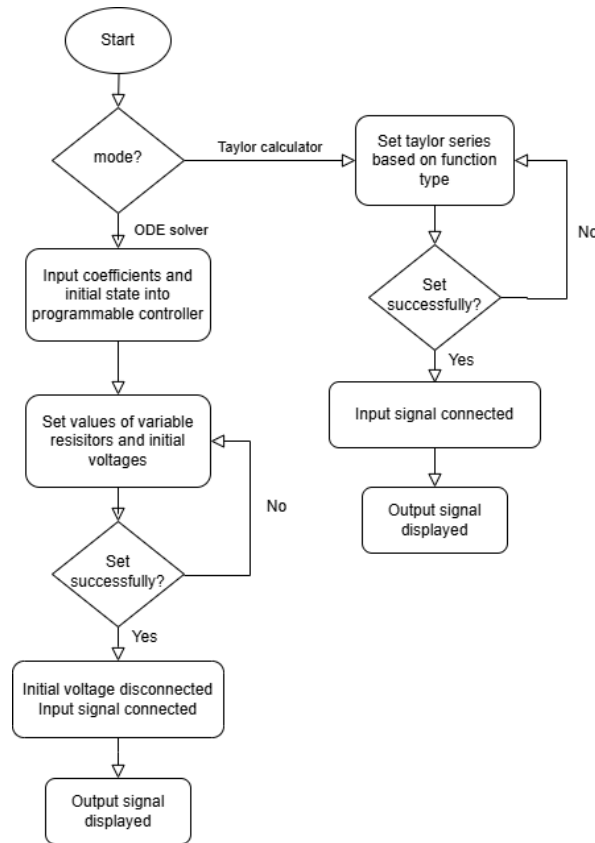 Start
mode?
Taylor calculator
Set taylor series
based on function
type
No
Set
successfully?
Yes
Input signal connected
Output signal
displayed
ODE solver
Input coefficients and
initial state into
programmable controller
Set values of variable
resisitors and initial
voltages
No
Set
successfully?
Yes
Initial voltage disconnected
Input signal connected
Output signal
displayed